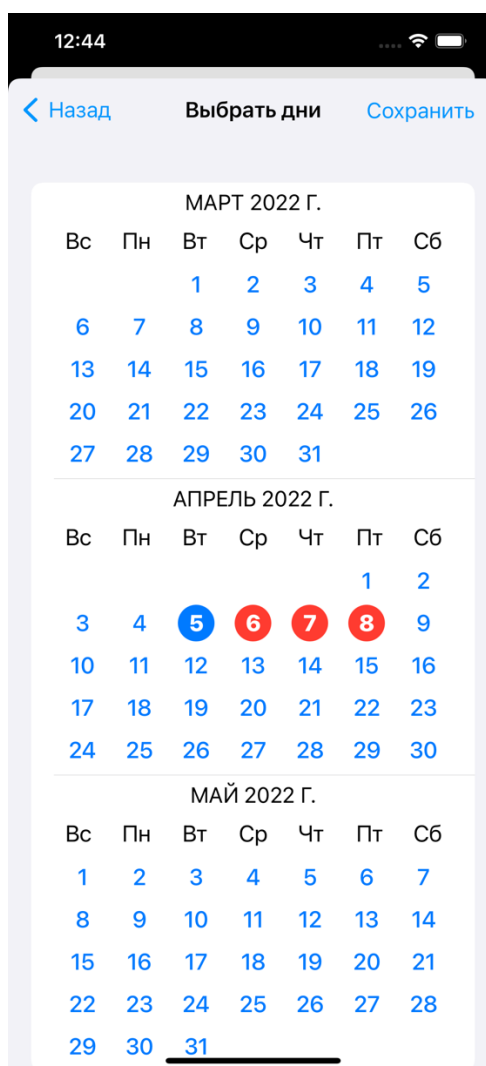 12:44
Назад Выбрать дни Сохранить
МАРТ 2022 Г.
Вс Пн Вт Ср Чт Пт Сб
1 2 3 4 5
6 7 8 9 10 11 12
13 14 15 16 17 18 19
20 21 22 23 24 25 26
27 28 29 30 31
АПРЕЛЬ 2022 Г.
Вс Пн Вт Ср Чт Пт Сб
1 2
3 4 5 6 7 8 9
10 11 12 13 14 15 16
17 18 19 20 21 22 23
24 25 26 27 28 29 30
МАЙ 2022 Г.
Вс Пн Вт Ср Чт Пт Сб
1 2 3 4 5 6 7
8 9 10 11 12 13 14
15 16 17 18 19 20 21
22 23 24 25 26 27 28
29 30 31